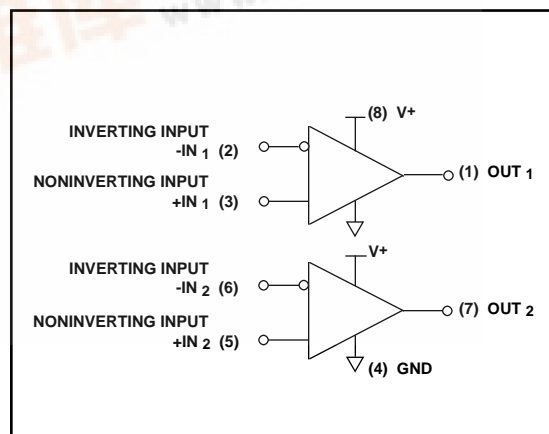 www.
(8) V+
INVERTING INPUT
-IN 1 (2)
(1) OUT 1
NONINVERTING INPUT
+IN 1 (3)
V+
INVERTING INPUT
-IN 2 (6)
(7) OUT 2
NONINVERTING INPUT
+IN 2 (5)
(4) GND